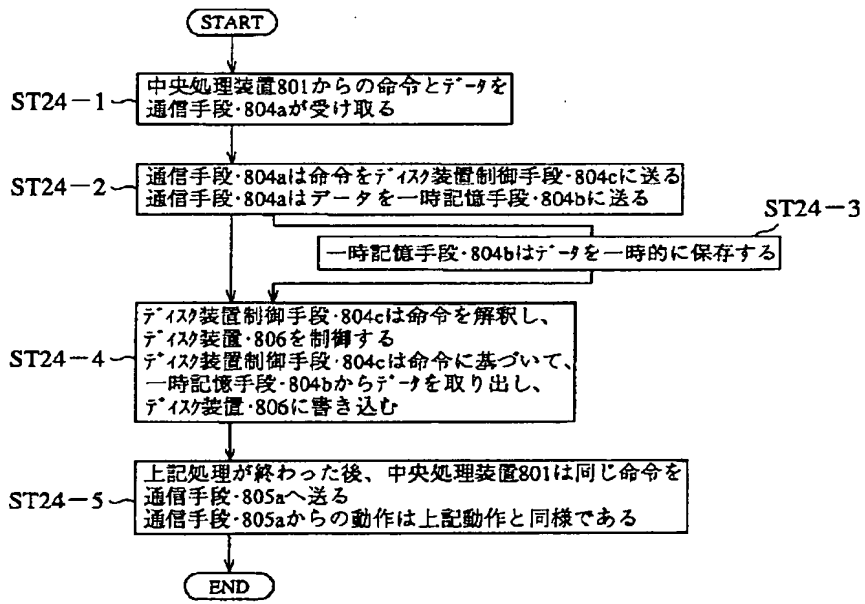 START
ST24-1
中央処理装置801からの命令とデータを
通信手段・804aが受け取る
ST24-2
通信手段・804aは命令をディスク装置制御手段・804cに送る
通信手段・804aはデータを一時記憶手段・804bに送る
ST24-3
一時記憶手段・804bはデータを一時的に保存する
ST24-4
ディスク装置制御手段・804cは命令を解釈し、
ディスク装置・806を制御する
ディスク装置制御手段・804cは命令に基づいて、
一時記憶手段・804bからデータを取り出し、
ディスク装置・806に書き込む
ST24-5
上記処理が終わった後、中央処理装置801は同じ命令を
通信手段・805aへ送る
通信手段・805aからの動作は上記動作と同様である
END